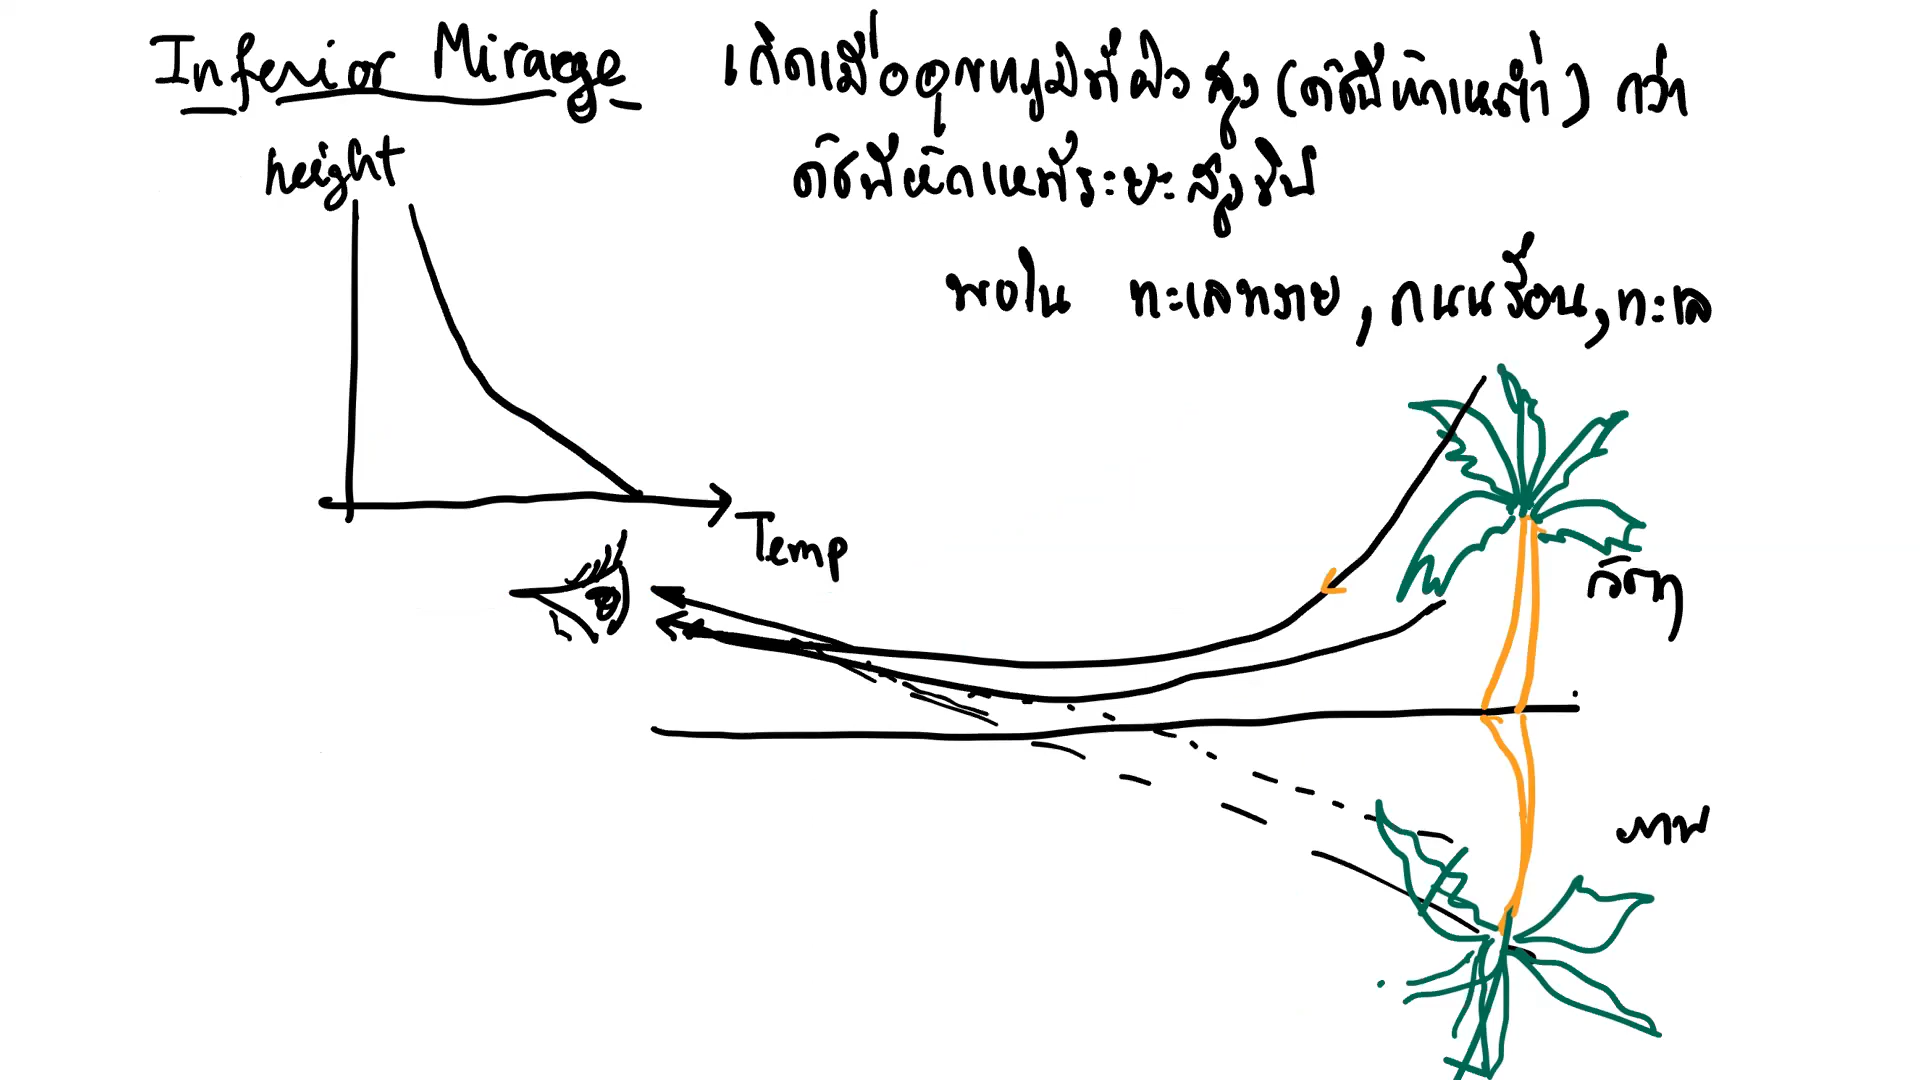 Inferior Mirage เกิดเมื่ออุณหภูมิที่ผิว สูง (ดัชนีหักเหต่ำ) กว่า
ดัชนีหักเหที่ระยะสูงขึ้น
height
พบใน ทะเลทราย, ถนนร้อน, ทะเล
Temp
วัตถุ
ภาพ